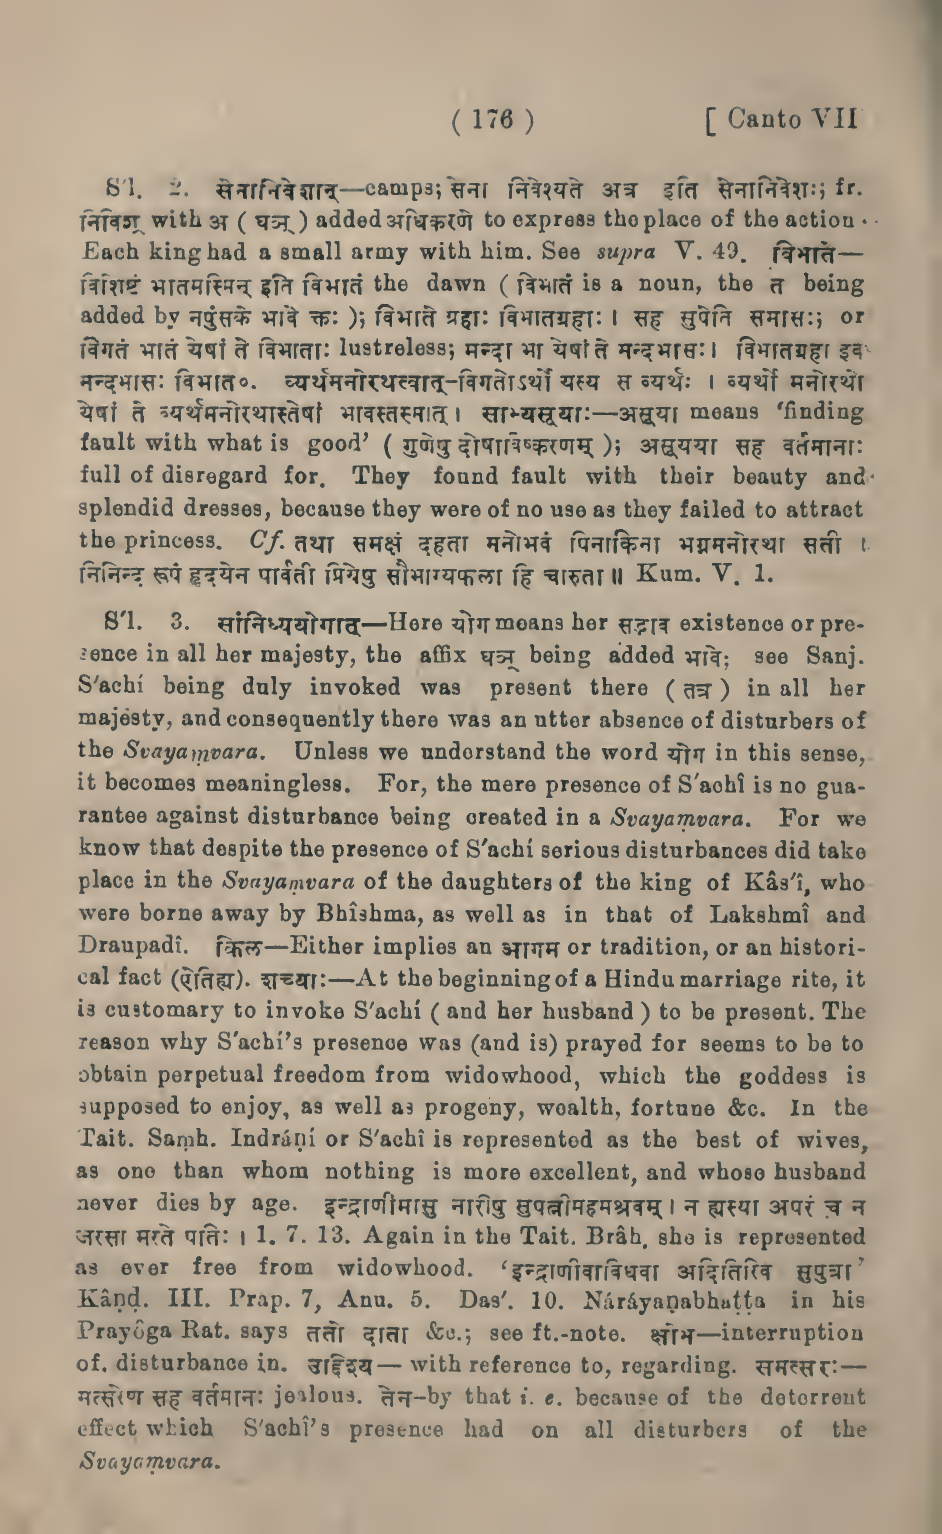 ( 176 ) [ Canto VII
S'l. 2. सेनानिवेशान्—camps; सेना निवेश्यते अत्र इति सेनानिवेशः; fr.
निविश् with अ ( घञ् ) added अधिकरणे to express the place of the action.
Each king had a small army with him. See supra V. 49. विभाते—
विशिष्टं भातमस्मिन् इति विभातं the dawn ( विभातं is a noun, the त being
added by नपुंसके भावे क्तः ); विभाते ग्रहाः विभातग्रहाः । सह सुपेति समासः; or
विगतं भातं येषां ते विभाताः lustreless; मन्दा भा येषां ते मन्दभासः। विभातग्रहा इव
मन्दभासः विभात०. व्यर्थमनोरथत्वात्-विगतोऽर्थो यस्य स व्यर्थः । व्यर्थो मनोरथो
येषां ते व्यर्थमनोरथास्तेषां भावस्तस्मात्। साभ्यसूयाः—असूया means 'finding
fault with what is good' ( गुणेषु दोषाविष्करणम् ); असूयया सह वर्तमानाः
full of disregard for. They found fault with their beauty and
splendid dresses, because they were of no use as they failed to attract
the princess. Cf. तथा समक्षं दहता मनोभवं पिनाकिना भग्नमनोरथा सती ।
निनिन्द रूपं हृदयेन पार्वती प्रियेषु सौभाग्यफला हि चारुता॥ Kum. V. 1.
S'l. 3. सांनिध्ययोगात्—Here योग means her सद्भाव existence or pre-
sence in all her majesty, the affix घञ् being added भावे; see Sanj.
S'achí being duly invoked was present there ( तत्र ) in all her
majesty, and consequently there was an utter absence of disturbers of
the Svayaṃvara. Unless we understand the word योग in this sense,
it becomes meaningless. For, the mere presence of S'achî is no gua-
rantee against disturbance being created in a Svayaṃvara. For we
know that despite the presence of S'achí serious disturbances did take
place in the Svayaṃvara of the daughters of the king of Kâs'î, who
were borne away by Bhîshma, as well as in that of Lakshmî and
Draupadî. किल—Either implies an आगम or tradition, or an histori-
cal fact (ऐतिह्य). शच्याः—At the beginning of a Hindu marriage rite, it
is customary to invoke S'achí ( and her husband ) to be present. The
reason why S'achí's presence was (and is) prayed for seems to be to
obtain perpetual freedom from widowhood, which the goddess is
supposed to enjoy, as well as progeny, wealth, fortune &c. In the
Tait. Saṃh. Indráṇí or S'achî is represented as the best of wives,
as one than whom nothing is more excellent, and whose husband
never dies by age. इन्द्राणीमासु नारीषु सुपत्नीमहमश्रवम्। न ह्यस्या अपरं च न
जरसा मरते पतिः। 1. 7. 13. Again in the Tait. Brâh. she is represented
as ever free from widowhood. 'इन्द्राणीवाविधवा अदितिरिव सुपुत्रा'
Kâṇḍ. III. Prap. 7, Anu. 5. Das'. 10. Náráyaṇabhaṭṭa in his
Prayôga Rat. says ततो दाता &c.; see ft.-note. क्षोभ—interruption
of, disturbance in. उद्दिश्य— with reference to, regarding. समत्सरः—
मत्सरेण सह वर्तमानः jealous. तेन-by that i. e. because of the deterrent
effect which S'achî's presence had on all disturbers of the
Svayaṃvara.